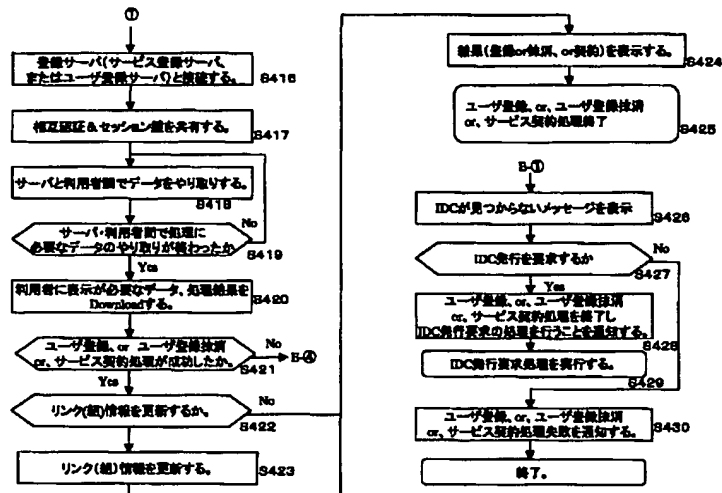 ①
登録サーバ(サービス登録サーバ、
またはユーザ登録サーバ)と接続する。
S416
相互認証&セッション鍵を共有する。
S417
サーバと利用者間でデータをやり取りする。
S418
サーバ・利用者間で処理に
必要なデータのやり取りが終わったか
No
S419
Yes
利用者に表示が必要なデータ、処理結果を
Downloadする。
S420
ユーザ登録、or ユーザ登録抹消
or、サービス契約処理が成功したか。
No
E-④
S421
Yes
リンク(組)情報を更新するか。
No
S422
リンク(組)情報を更新する。
S423
結果(登録or抹消、or契約)を表示する。
S424
ユーザ登録、or、ユーザ登録抹消
or、サービス契約処理終了
S425
E-①
IDCが見つからないメッセージを表示
S426
IDC発行を要求するか
No
S427
Yes
ユーザ登録、or、ユーザ登録抹消
or、サービス契約処理を終了し
IDC発行要求の処理を行うことを通知する。
S428
IDC発行要求処理を実行する。
S429
ユーザ登録、or、ユーザ登録抹消
or、サービス契約処理失敗を通知する。
S430
終了。